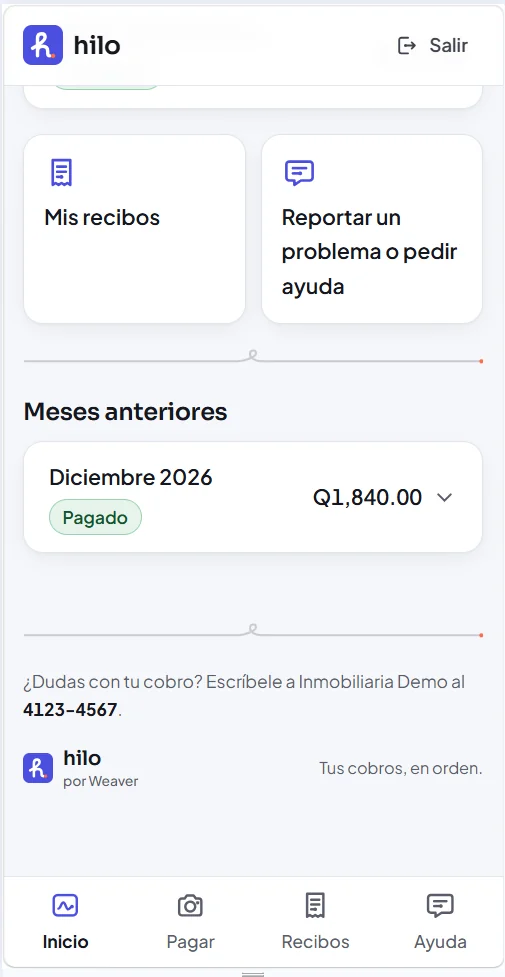 hilo
Salir
Mis recibos
Reportar un
problema o pedir
ayuda
Meses anteriores
Diciembre 2026
Pagado
Q1,840.00
¿Dudas con tu cobro? Escríbele a Inmobiliaria Demo al
4123-4567.
hilo
por Weaver
Tus cobros, en orden.
Inicio
Pagar
Recibos
Ayuda